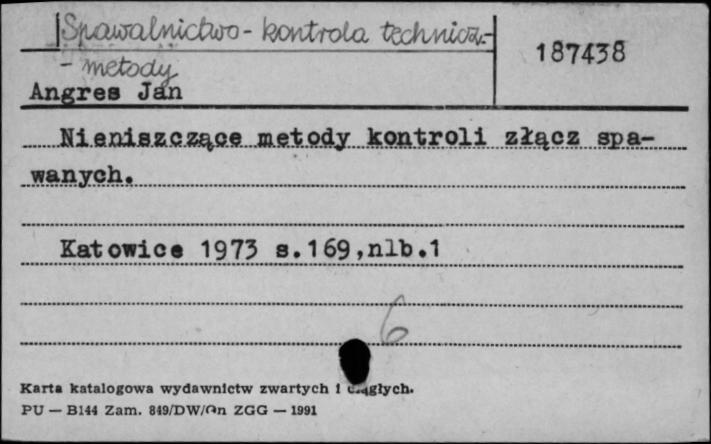 Spawalnictwo - kontrola technicz.-
- metody
187438
Angres Jan
Nieniszczące metody kontroli złącz spa-
wanych.
Katowice 1973 s.169,nlb.1
6
Karta katalogowa wydawnictw zwartych i ciągłych.
PU — B144 Zam. 849/DW/On ZGG — 1991